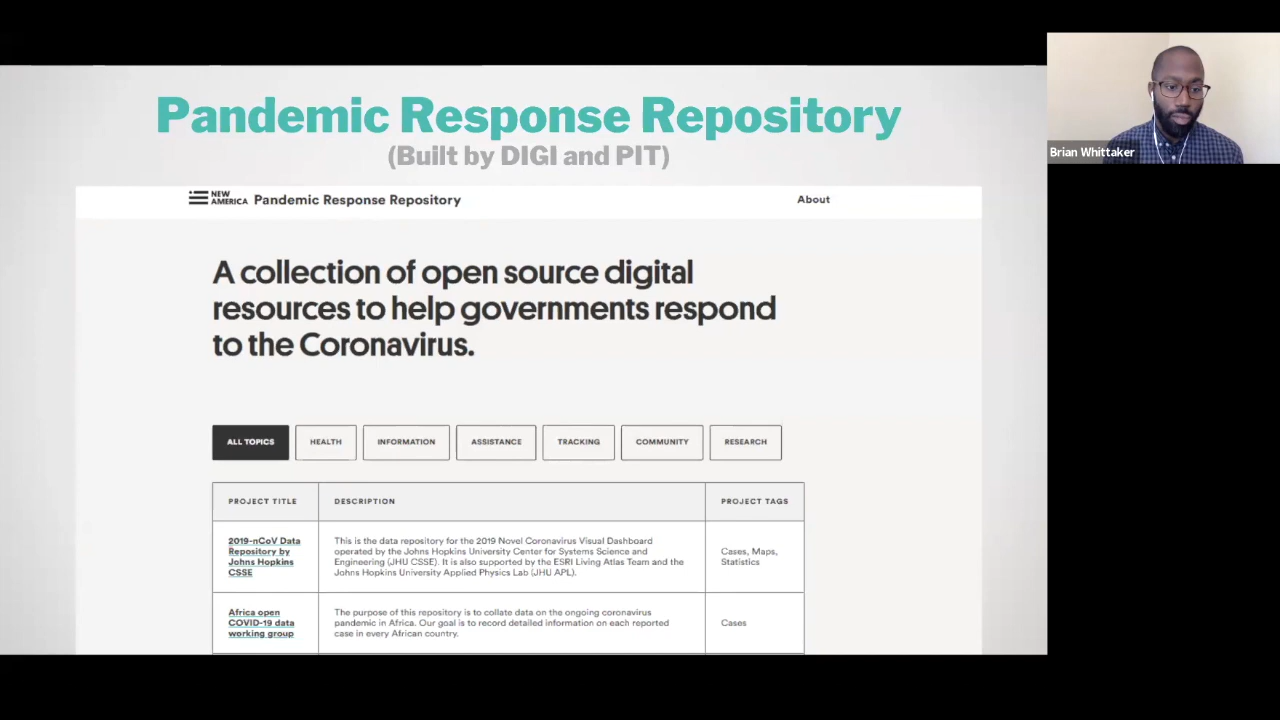 Pandemic Response Repository
(Built by DIGI and PIT)
NEW
AMERICA
Pandemic Response Repository
About
A collection of open source digital
resources to help governments respond
to the Coronavirus.
ALL TOPICS
HEALTH
INFORMATION
ASSISTANCE
TRACKING
COMMUNITY
RESEARCH
PROJECT TITLE
DESCRIPTION
PROJECT TAGS
2019-nCoV Data
Repository by
Johns Hopkins
CSSE
This is the data repository for the 2019 Novel Coronavirus Visual Dashboard
operated by the Johns Hopkins University Center for Systems Science and
Engineering (JHU CSSE). It is also supported by the ESRI Living Atlas Team and the
Johns Hopkins University Applied Physics Lab (JHU APL).
Cases, Maps,
Statistics
Africa open
COVID-19 data
working group
The purpose of this repository is to collate data on the ongoing coronavirus
pandemic in Africa. Our goal is to record detailed information on each reported
case in every African country.
Cases
Brian Whittaker